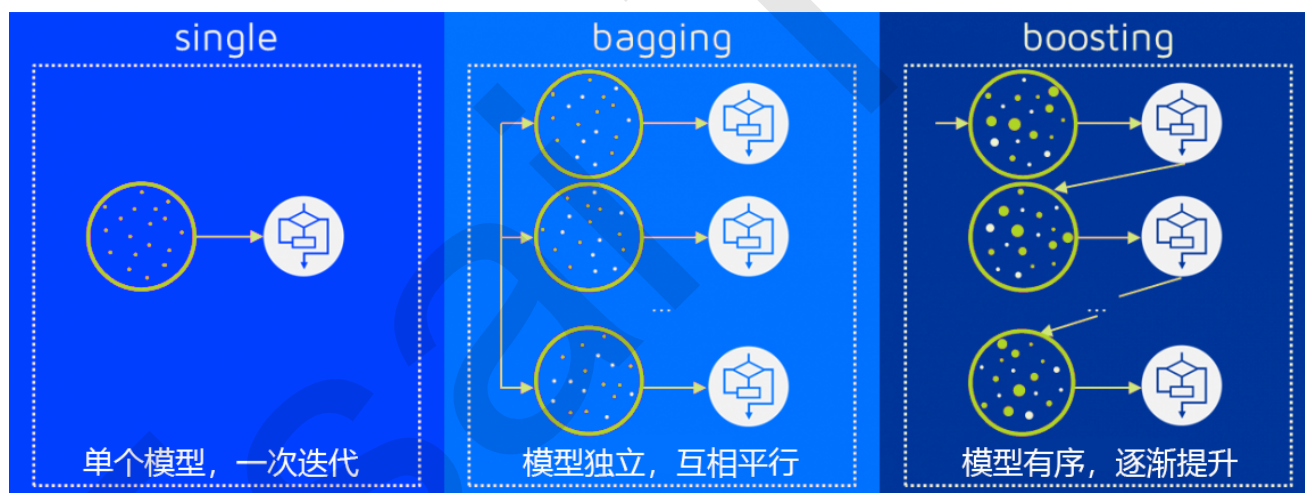 single
bagging
boosting
...
...
单个模型，一次迭代
模型独立，互相平行
模型有序，逐渐提升